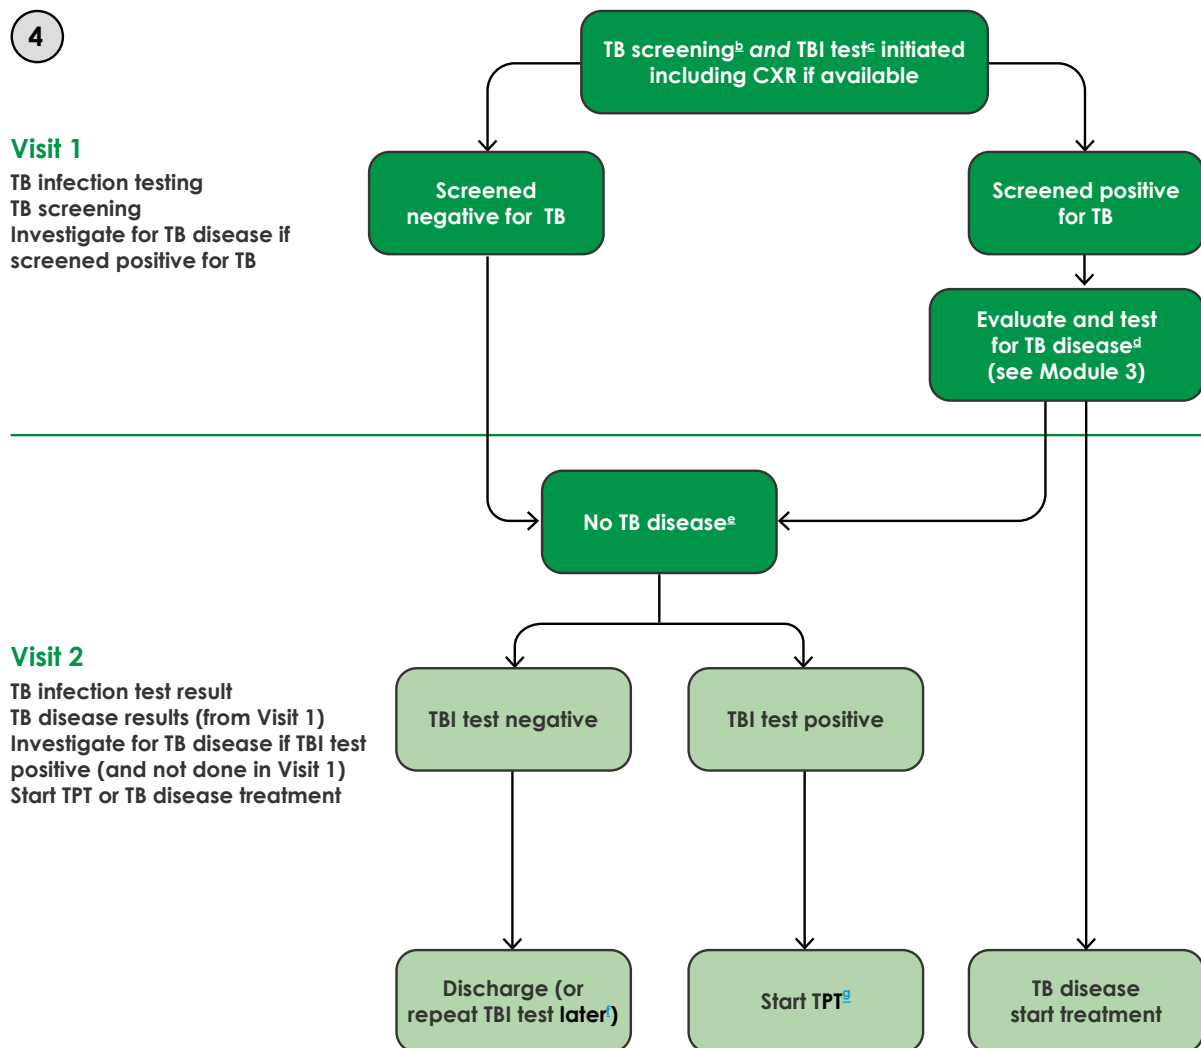 4
TB screeningᵇ and TBI testᶜ initiated
including CXR if available
Visit 1
TB infection testing
TB screening
Investigate for TB disease if
screened positive for TB
Screened
negative for TB
Screened positive
for TB
Evaluate and test
for TB diseaseᵈ
(see Module 3)
No TB diseaseᵉ
Visit 2
TB infection test result
TB disease results (from Visit 1)
Investigate for TB disease if TBI test
positive (and not done in Visit 1)
Start TPT or TB disease treatment
TBI test negative
TBI test positive
Discharge (or
repeat TBI test laterᶠ)
Start TPTᵍ
TB disease
start treatment